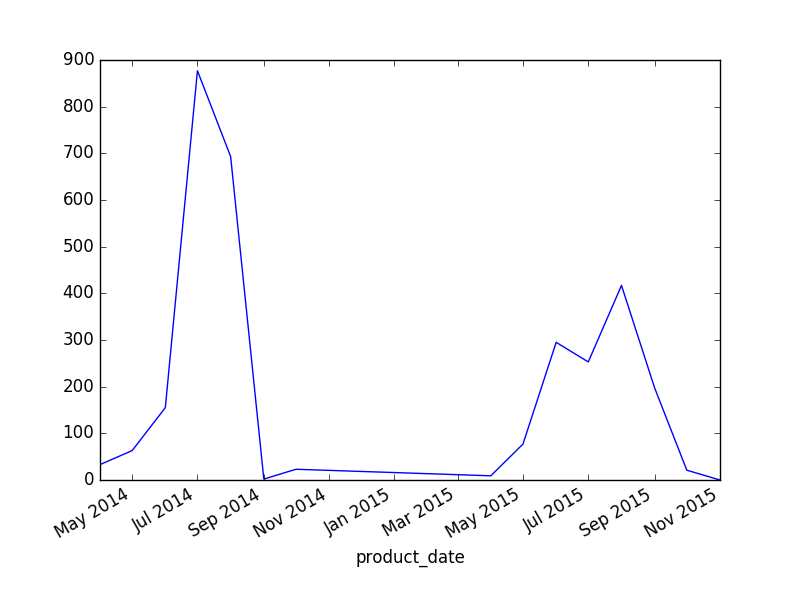 900
800
700
600
500
400
300
200
100
0
May 2014
Jul 2014
Sep 2014
Nov 2014
Jan 2015
Mar 2015
May 2015
Jul 2015
Sep 2015
Nov 2015
product_date